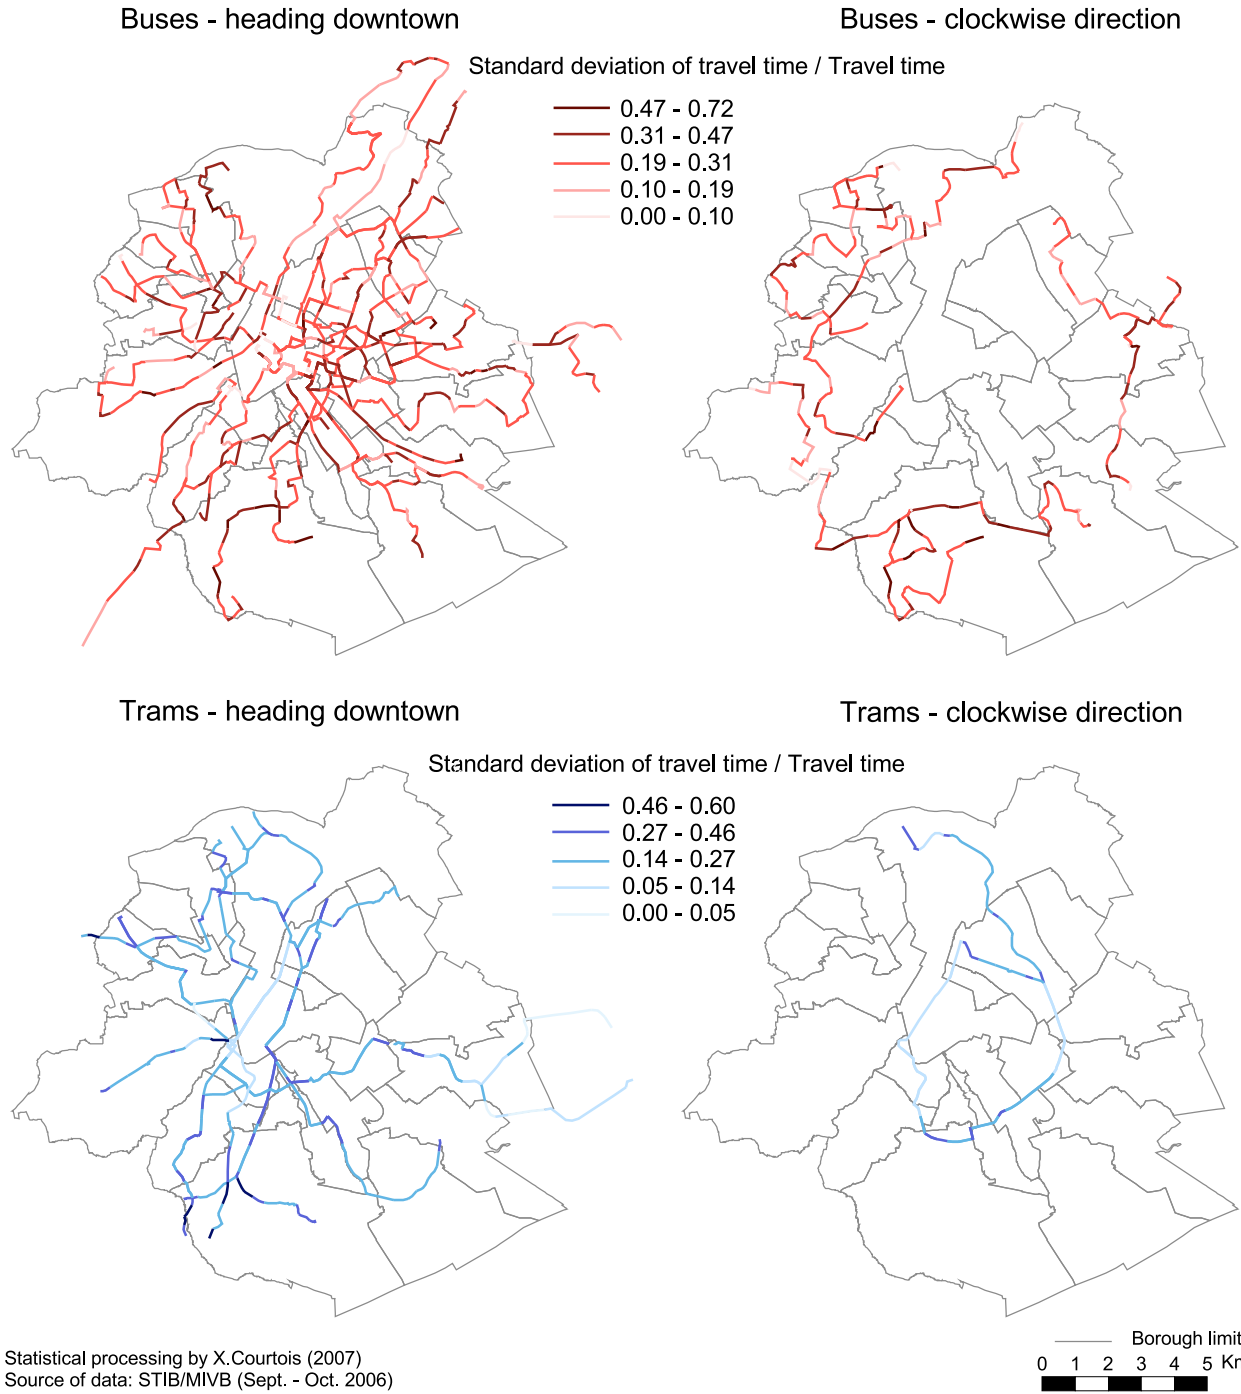 Buses - heading downtown
Buses - clockwise direction
Standard deviation of travel time / Travel time
0.47 - 0.72
0.31 - 0.47
0.19 - 0.31
0.10 - 0.19
0.00 - 0.10
Trams - heading downtown
Trams - clockwise direction
Standard deviation of travel time / Travel time
0.46 - 0.60
0.27 - 0.46
0.14 - 0.27
0.05 - 0.14
0.00 - 0.05
Statistical processing by X.Courtois (2007)
Source of data: STIB/MIVB (Sept. - Oct. 2006)
Borough limit
0 1 2 3 4 5 Km